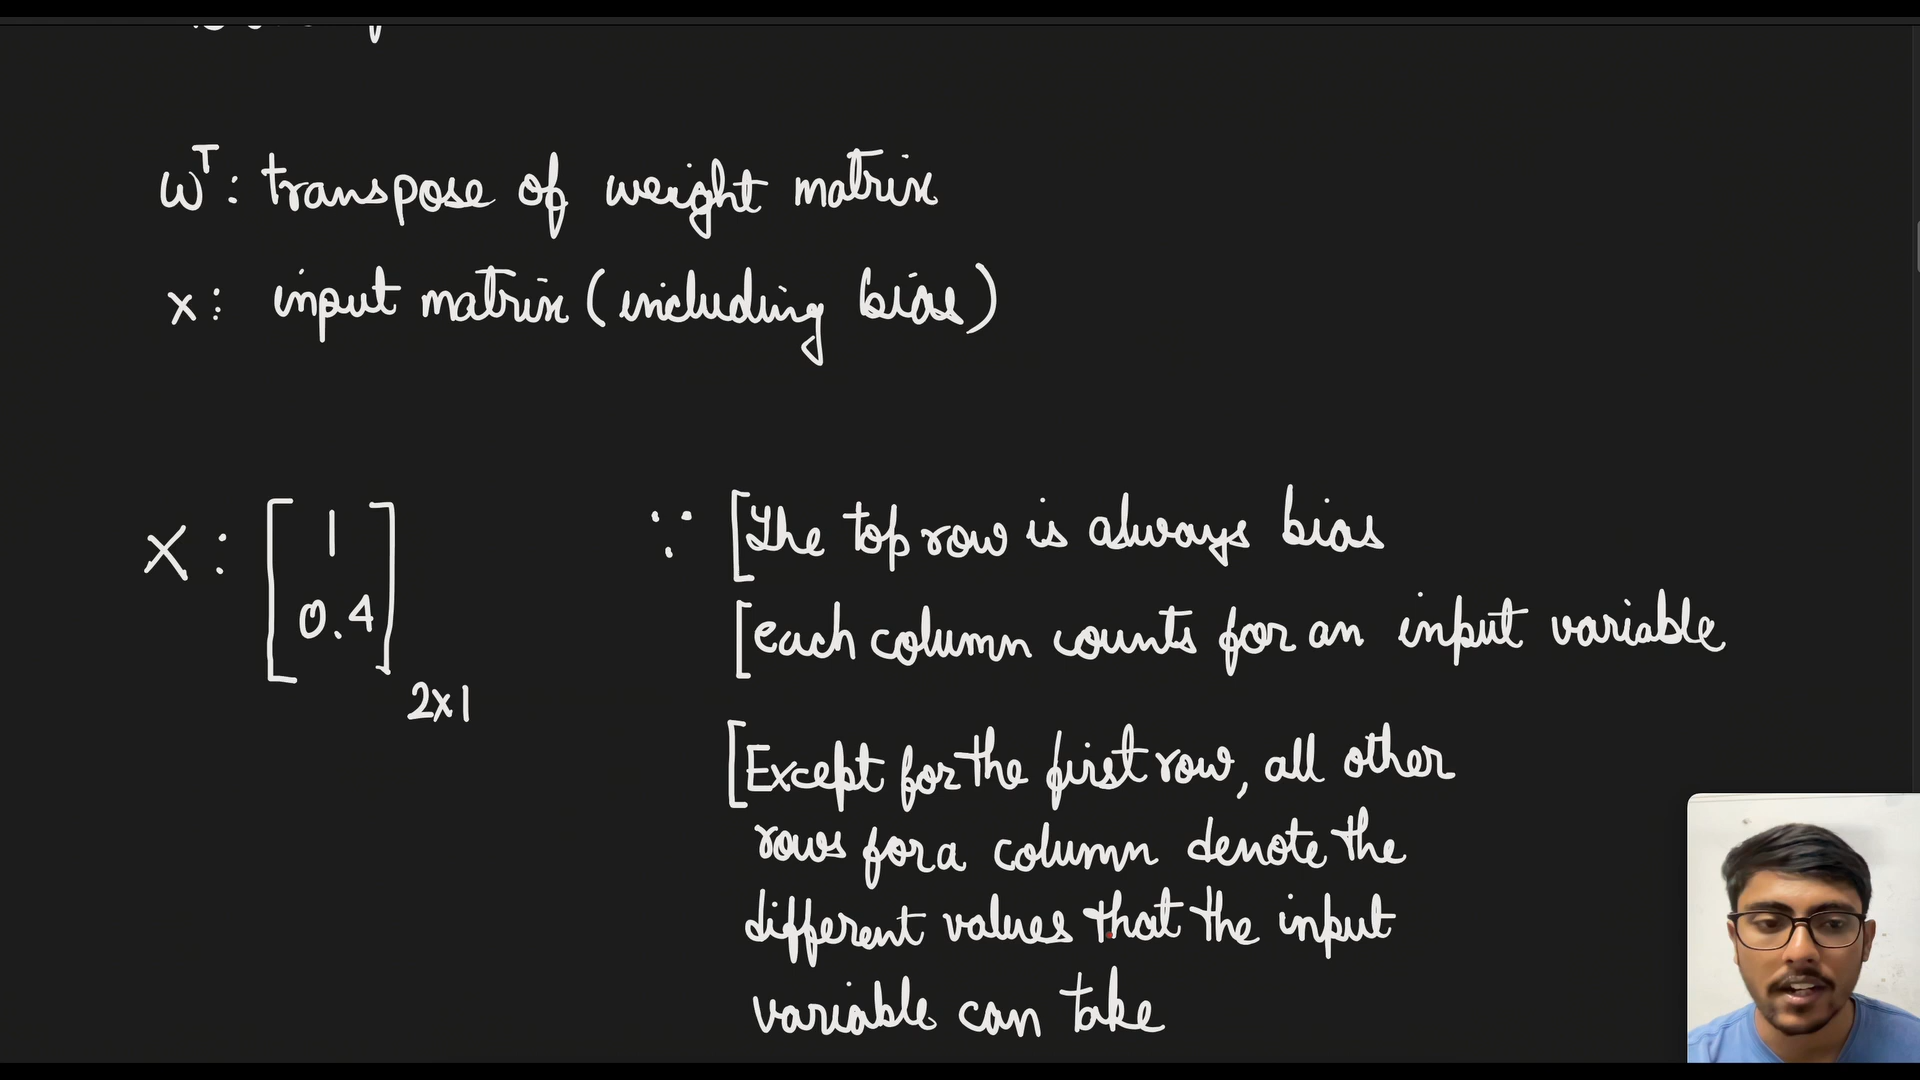 wᵀ: transpose of weight matrix
x: input matrix (including bias)
X: [ 1
0.4 ] 2x1
∵ [The top row is always bias
[each column counts for an input variable
[Except for the first row, all other
rows for a column denote the
different values that the input
variable can take